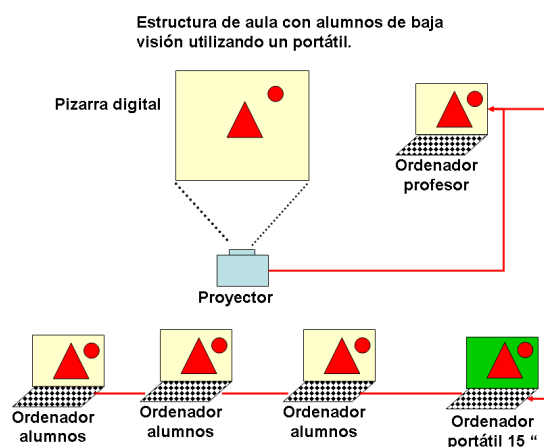 Estructura de aula con alumnos de baja
visión utilizando un portátil.
Pizarra digital
Ordenador
profesor
Proyector
Ordenador
alumnos
Ordenador
alumnos
Ordenador
alumnos
Ordenador
portátil 15 “